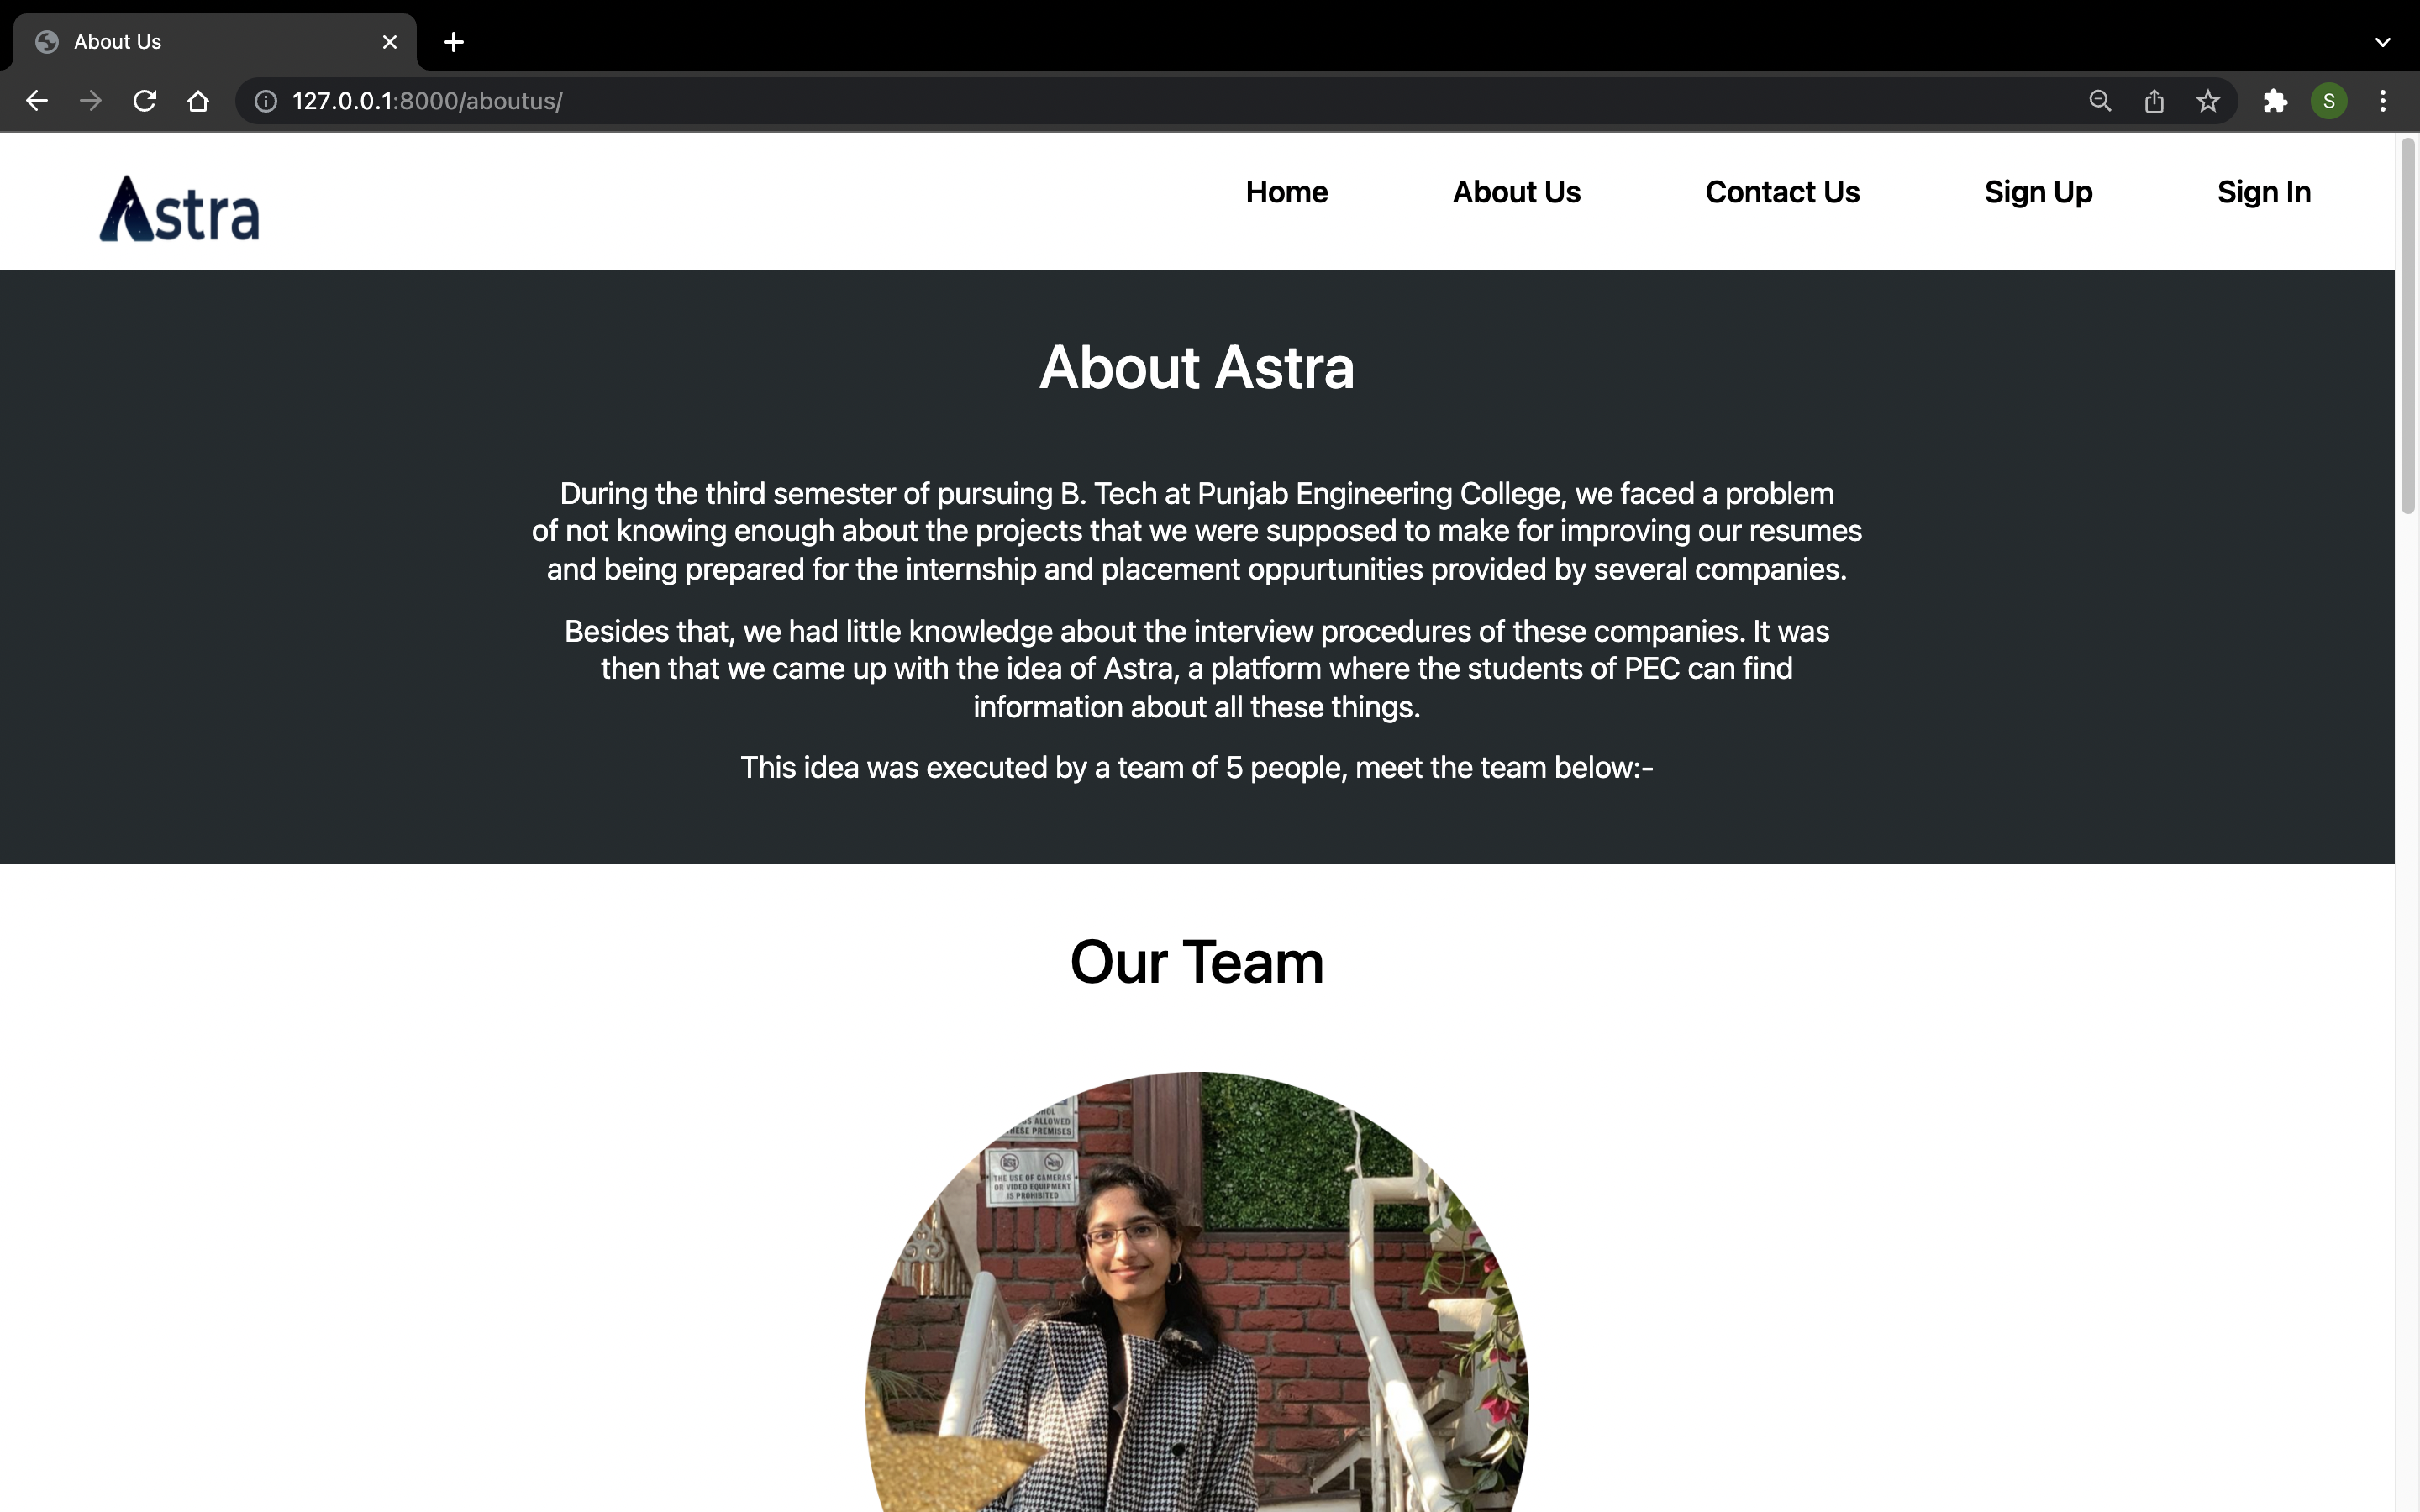 About Us
127.0.0.1:8000/aboutus/
S
Astra
Home About Us Contact Us Sign Up Sign In
About Astra
During the third semester of pursuing B. Tech at Punjab Engineering College, we faced a problem
of not knowing enough about the projects that we were supposed to make for improving our resumes
and being prepared for the internship and placement oppurtunities provided by several companies.
Besides that, we had little knowledge about the interview procedures of these companies. It was
then that we came up with the idea of Astra, a platform where the students of PEC can find
information about all these things.
This idea was executed by a team of 5 people, meet the team below:-
Our Team
ALLOWED
PREMISES
THE USE OF CAMERAS
OR VIDEO EQUIPMENT
IS PROHIBITED